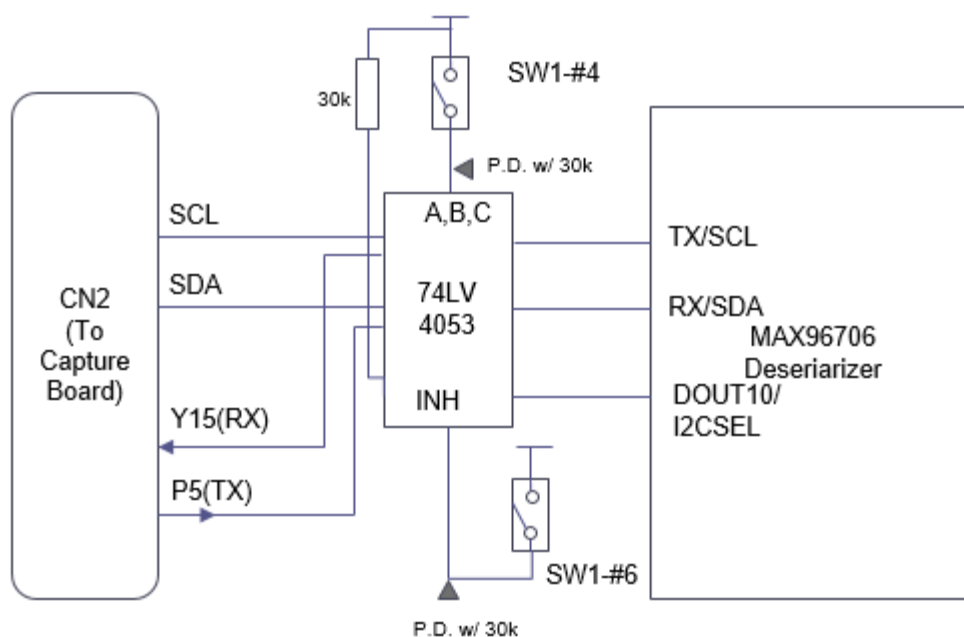 SW1-#4
30k
P.D. w/ 30k
SCL
A,B,C
TX/SCL
SDA
74LV
4053
RX/SDA
CN2
(To
Capture
Board)
MAX96706
Deseriarizer
INH
DOUT10/
I2CSEL
Y15(RX)
P5(TX)
SW1-#6
P.D. w/ 30k